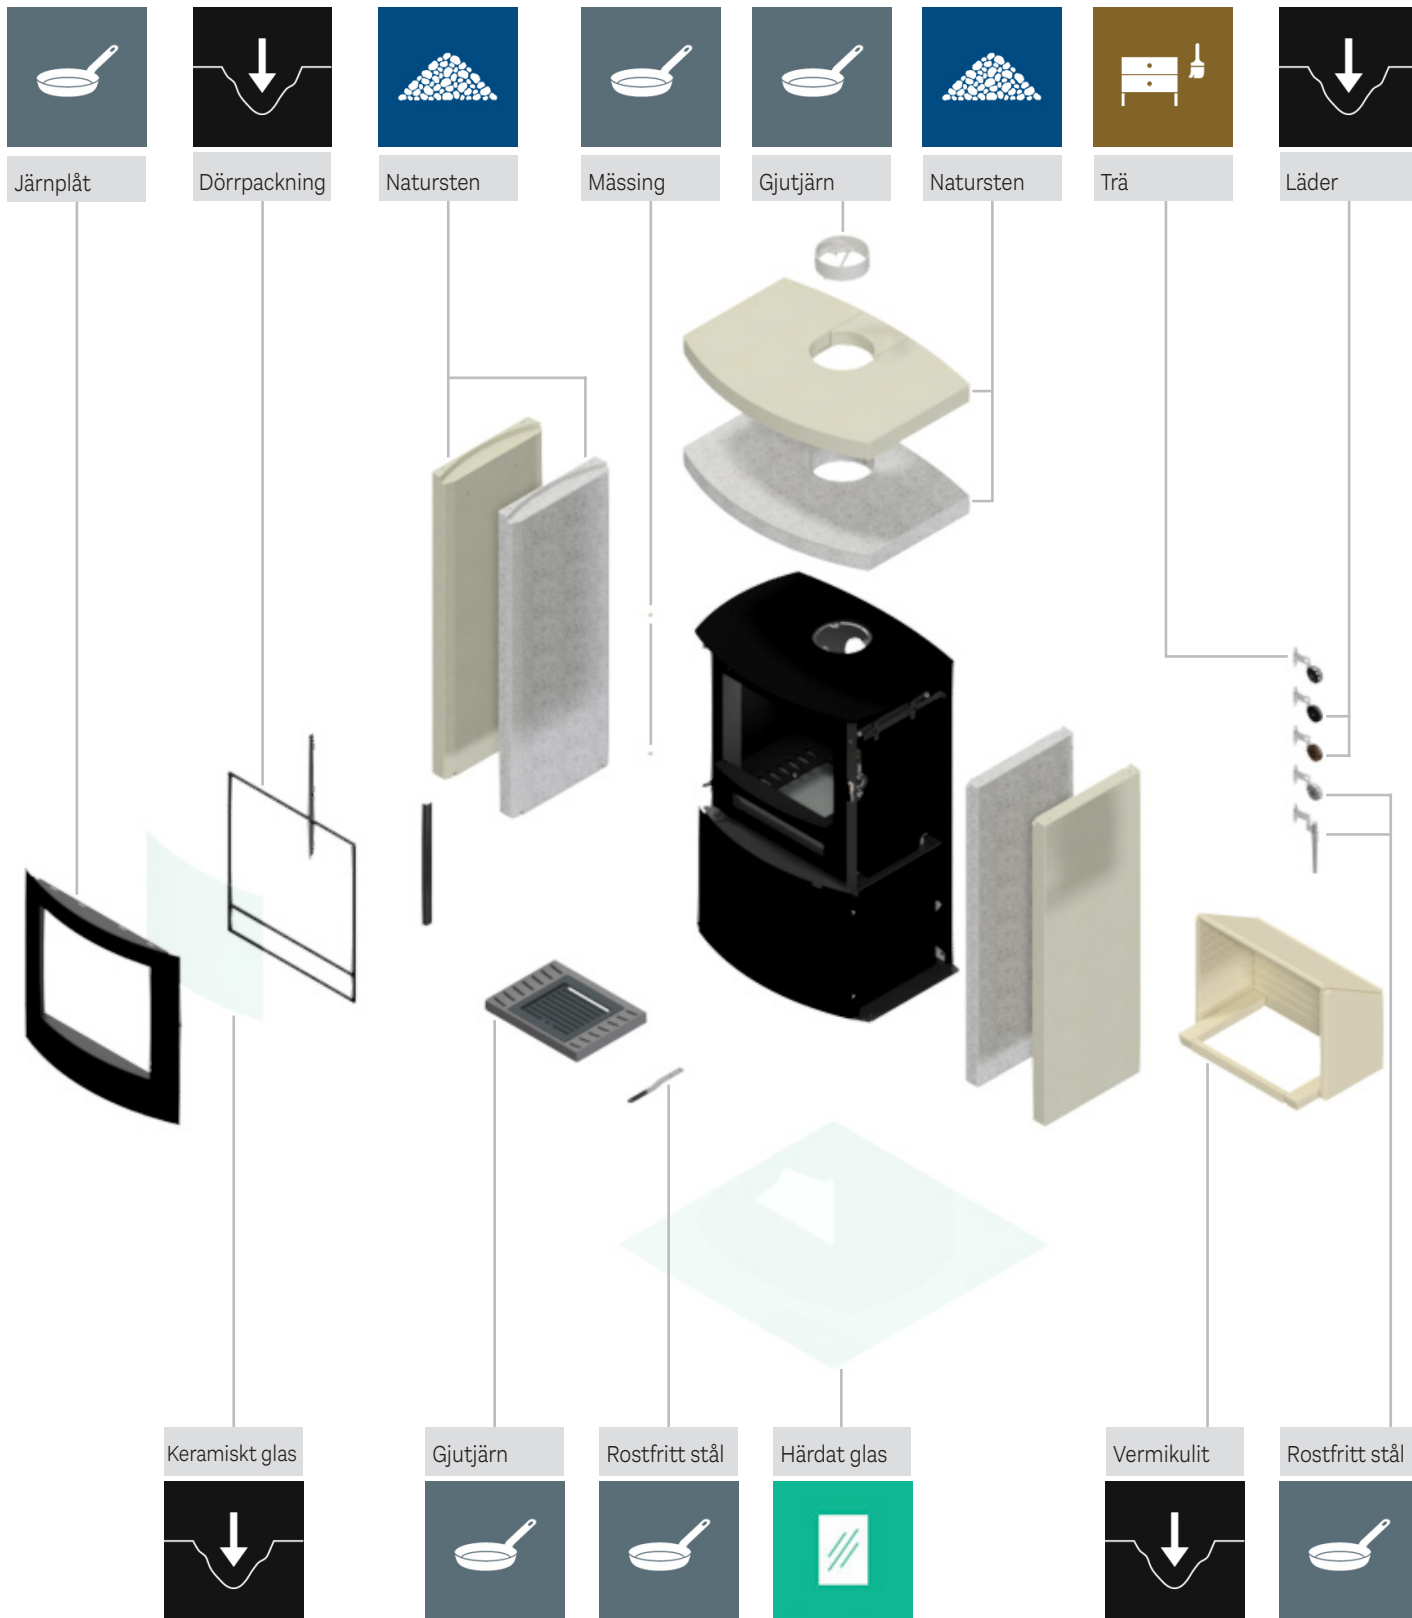 Järnplåt
Dörrpackning
Natursten
Mässing
Gjutjärn
Natursten
Trä
Läder
Keramiskt glas
Gjutjärn
Rostfritt stål
Härdat glas
Vermikulit
Rostfritt stål